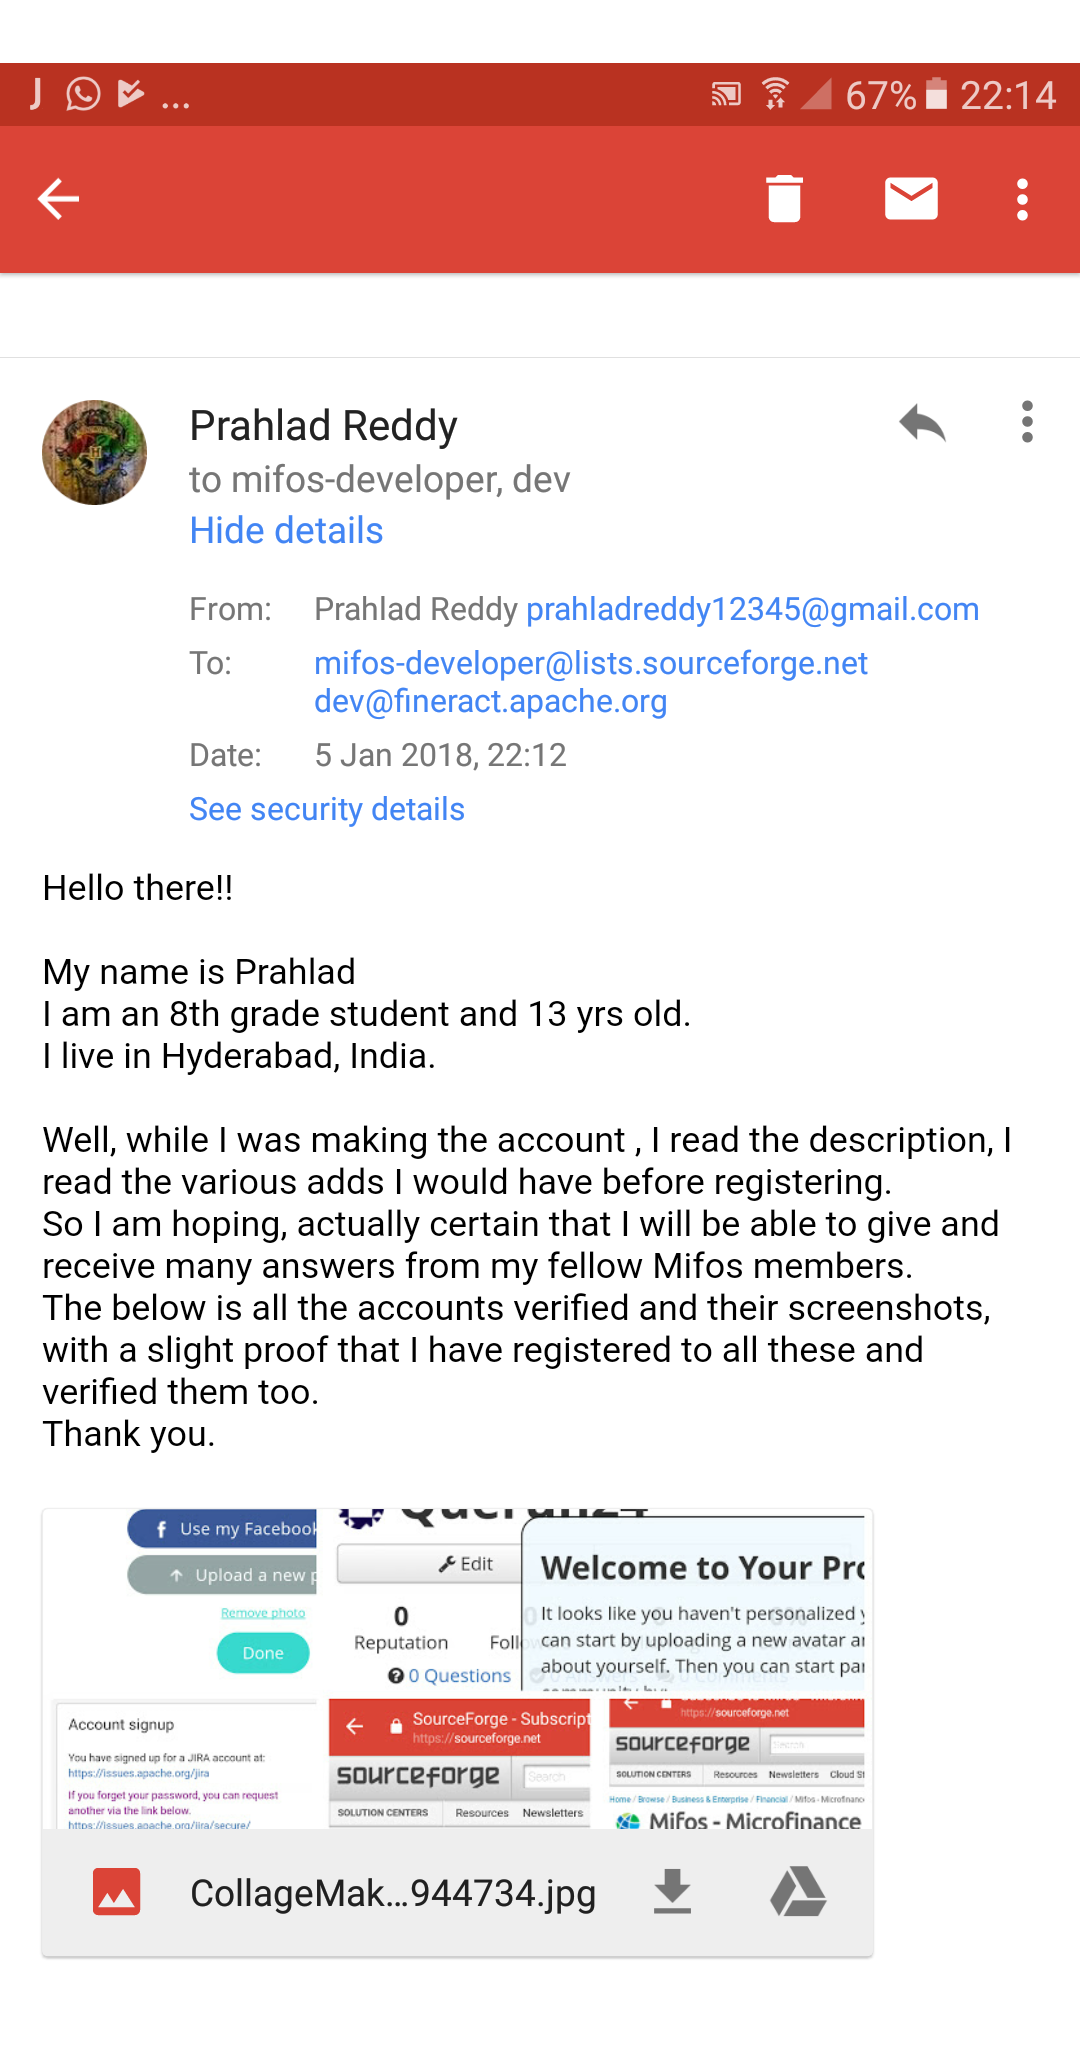 J ... 67% 22:14
Prahlad Reddy
to mifos-developer, dev
Hide details
From: Prahlad Reddy prahladreddy12345@gmail.com
To: mifos-developer@lists.sourceforge.net
dev@fineract.apache.org
Date: 5 Jan 2018, 22:12
See security details
Hello there!!
My name is Prahlad
I am an 8th grade student and 13 yrs old.
I live in Hyderabad, India.
Well, while I was making the account , I read the description, I
read the various adds I would have before registering.
So I am hoping, actually certain that I will be able to give and
receive many answers from my fellow Mifos members.
The below is all the accounts verified and their screenshots,
with a slight proof that I have registered to all these and
verified them too.
Thank you.
f Use my Facebook
Upload a new p
Remove photo
Done
Edit
0
Reputation
Foll
0 Questions
Welcome to Your Pro
It looks like you haven't personalized y
can start by uploading a new avatar a
about yourself. Then you can start par
Account signup
You have signed up for a JIRA account at:
https://issues.apache.org/jira
If you forget your password, you can request
another via the link below.
https://issues.apache.org/jira/secure/
SourceForge - Subscript
https://sourceforge.net
sourceforge
Search
SOLUTION CENTERS Resources Newsletters
https://sourceforge.net
sourceforge
Search
SOLUTION CENTERS Resources Newsletters Cloud St
Home / Browse / Business & Enterprise / Financial / Mifos - Microfinanc
Mifos - Microfinance
CollageMak...944734.jpg